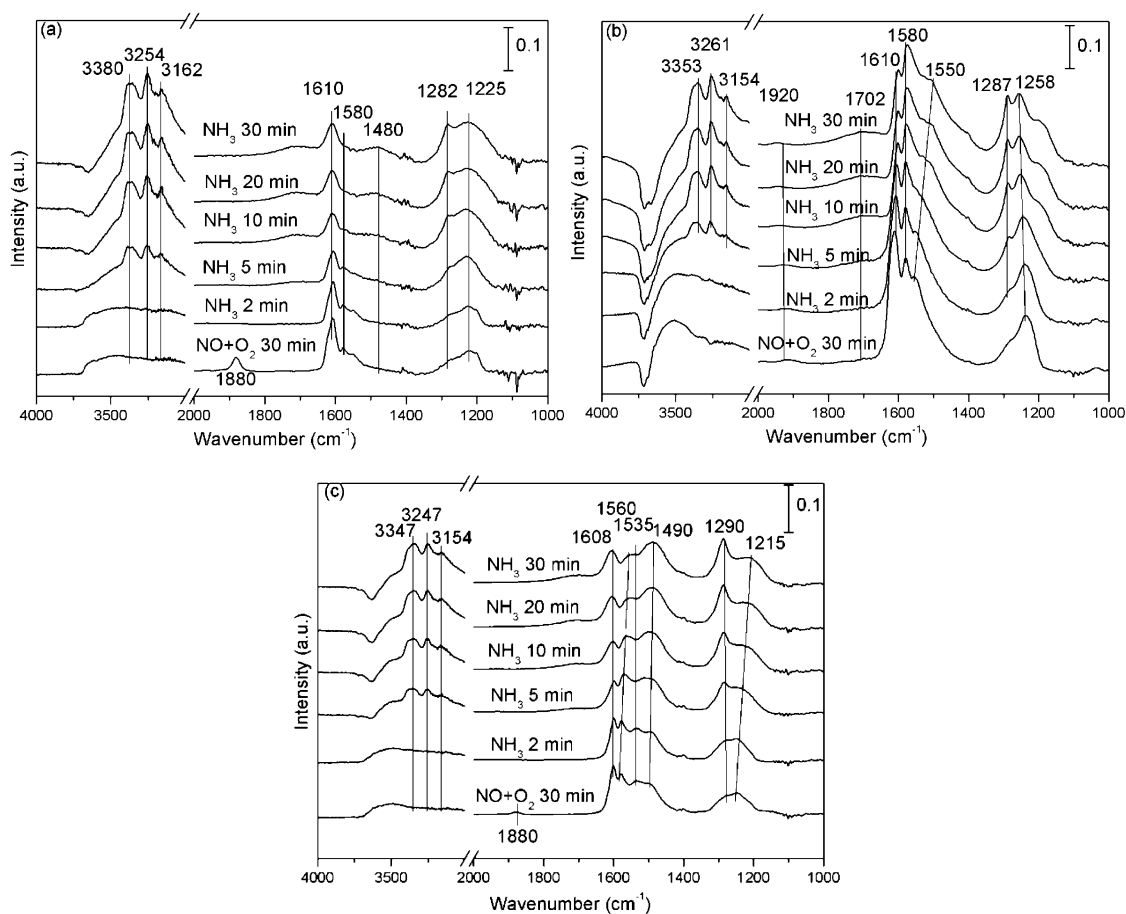 (a)
3254
3380
3162
1610
1580
1480
1282
1225
0.1
NH3 30 min
NH3 20 min
NH3 10 min
NH3 5 min
NH3 2 min
NO+O2 30 min
1880
Intensity (a.u.)
4000 3500 2000 1800 1600 1400 1200 1000
Wavenumber (cm-1)
(b)
3261
3353
3154
1920
1702
1580
1610
1550
1287
1258
0.1
NH3 30 min
NH3 20 min
NH3 10 min
NH3 5 min
NH3 2 min
NO+O2 30 min
Intensity (a.u.)
4000 3500 2000 1800 1600 1400 1200 1000
Wavenumber (cm-1)
(c)
3247
3347
3154
1560
1608
1535
1490
1290
1215
0.1
NH3 30 min
NH3 20 min
NH3 10 min
NH3 5 min
NH3 2 min
NO+O2 30 min
1880
Intensity (a.u.)
4000 3500 2000 1800 1600 1400 1200 1000
Wavenumber (cm-1)